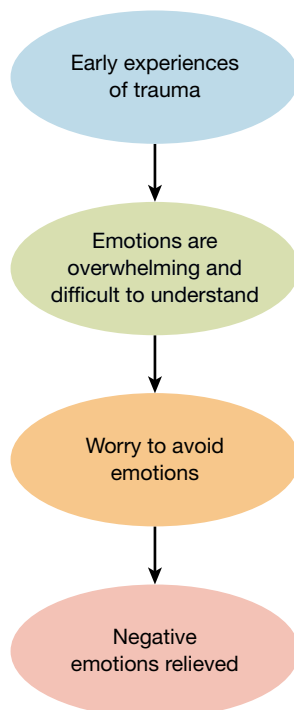 Early experiences
of trauma
Emotions are
overwhelming and
difficult to understand
Worry to avoid
emotions
Negative
emotions relieved